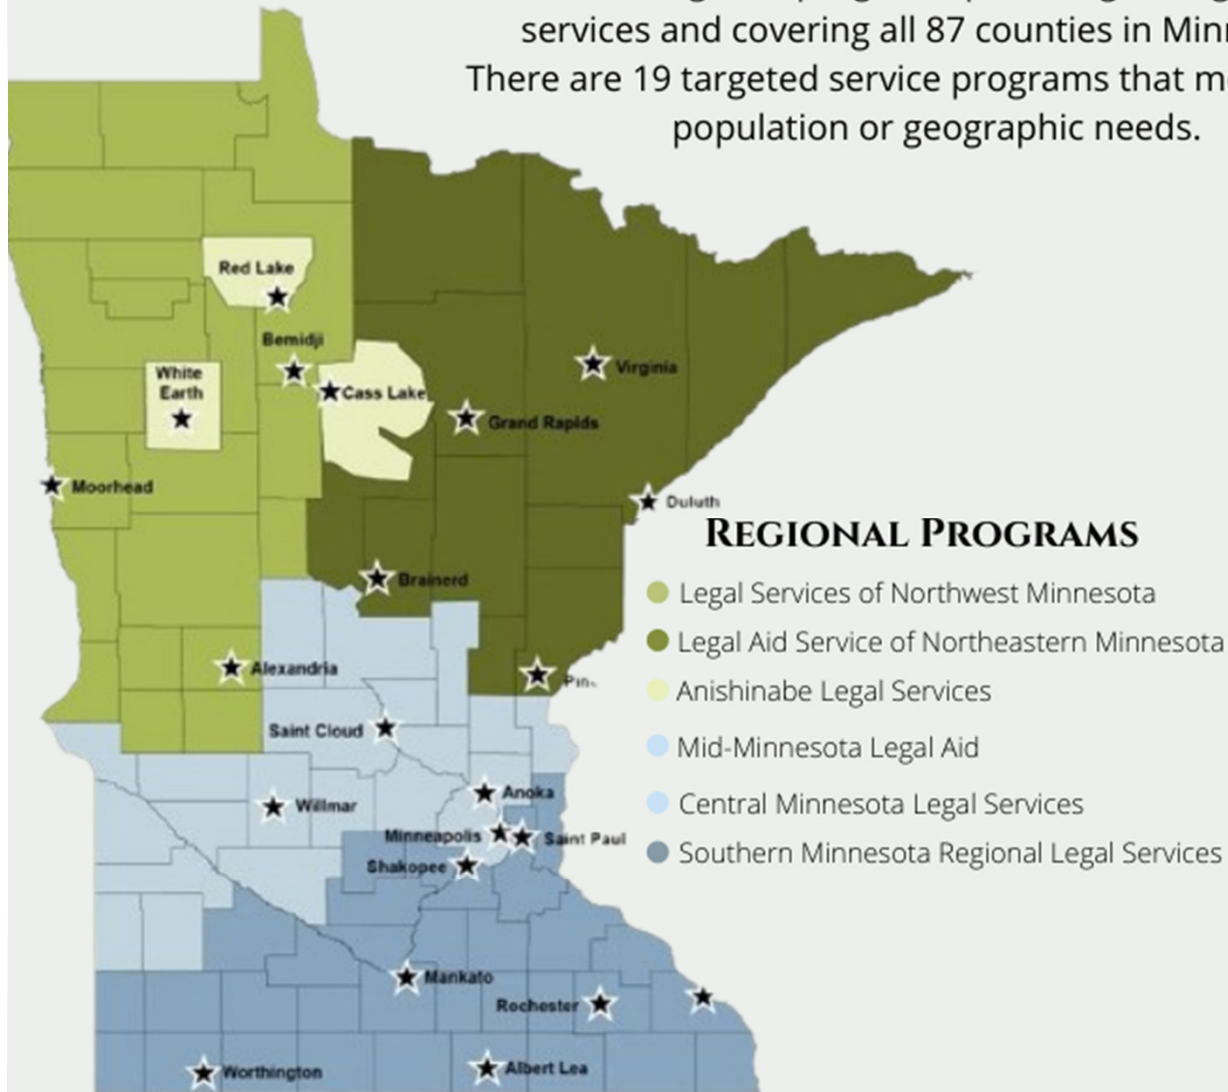 services and covering all 87 counties in
There are 19 targeted service programs that
population or geographic needs.
Red Lake
Bemidji
White
Earth
Cass Lake
Virginia
Grand Rapids
Moorhead
Duluth
REGIONAL PROGRAMS
Brainerd
Legal Services of Northwest Minnesota
Legal Aid Service of Northeastern Minnesota
Alexandria
Anishinabe Legal Services
Saint Cloud
Mid-Minnesota Legal Aid
Anoka
Willmar
Central Minnesota Legal Services
Minneapolis
Saint Paul
Shakopee
Southern Minnesota Regional Legal Services
Mankato
Rochester
Worthington
Albert Lea